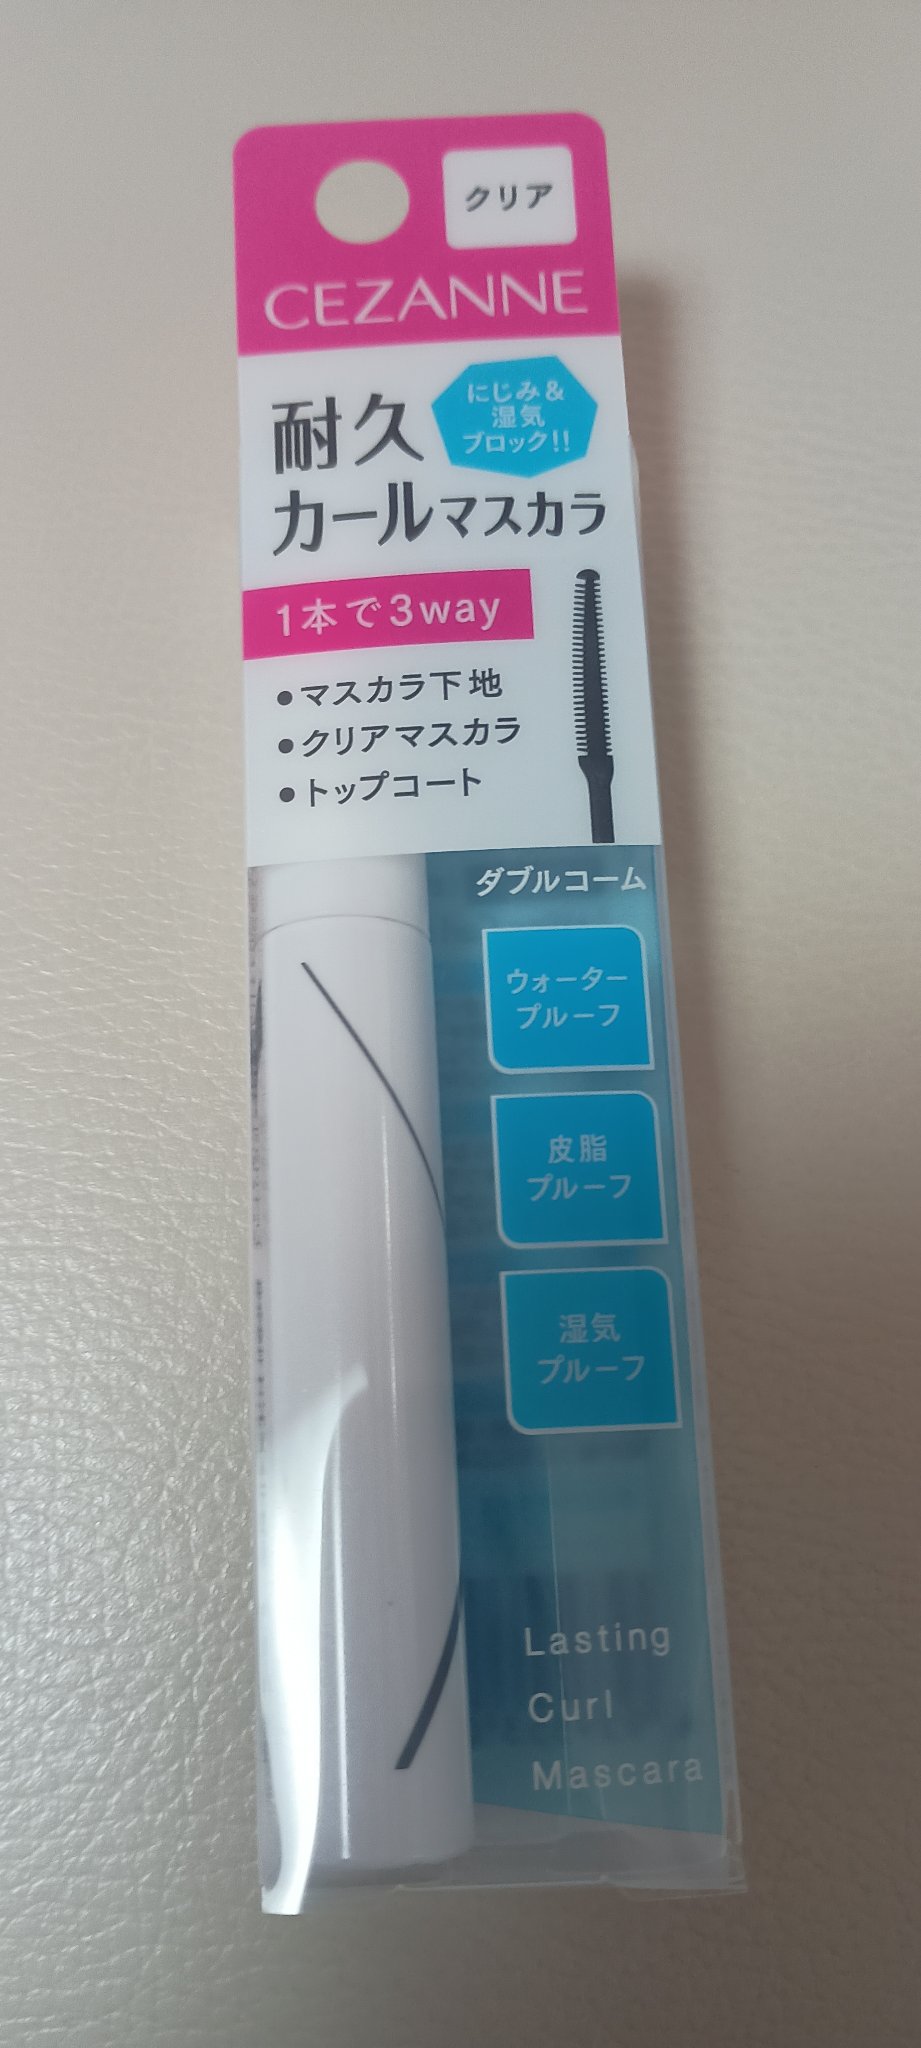 クリア
CEZANNE
耐久
カールマスカラ
にじみ&
湿気
ブロック!!
1本で3way
•マスカラ下地
•クリアマスカラ
•トップコート
ダブルコーム
ウォーター
プルーフ
皮脂
プルーフ
湿気
プルーフ
Lasting
Curl
Mascara